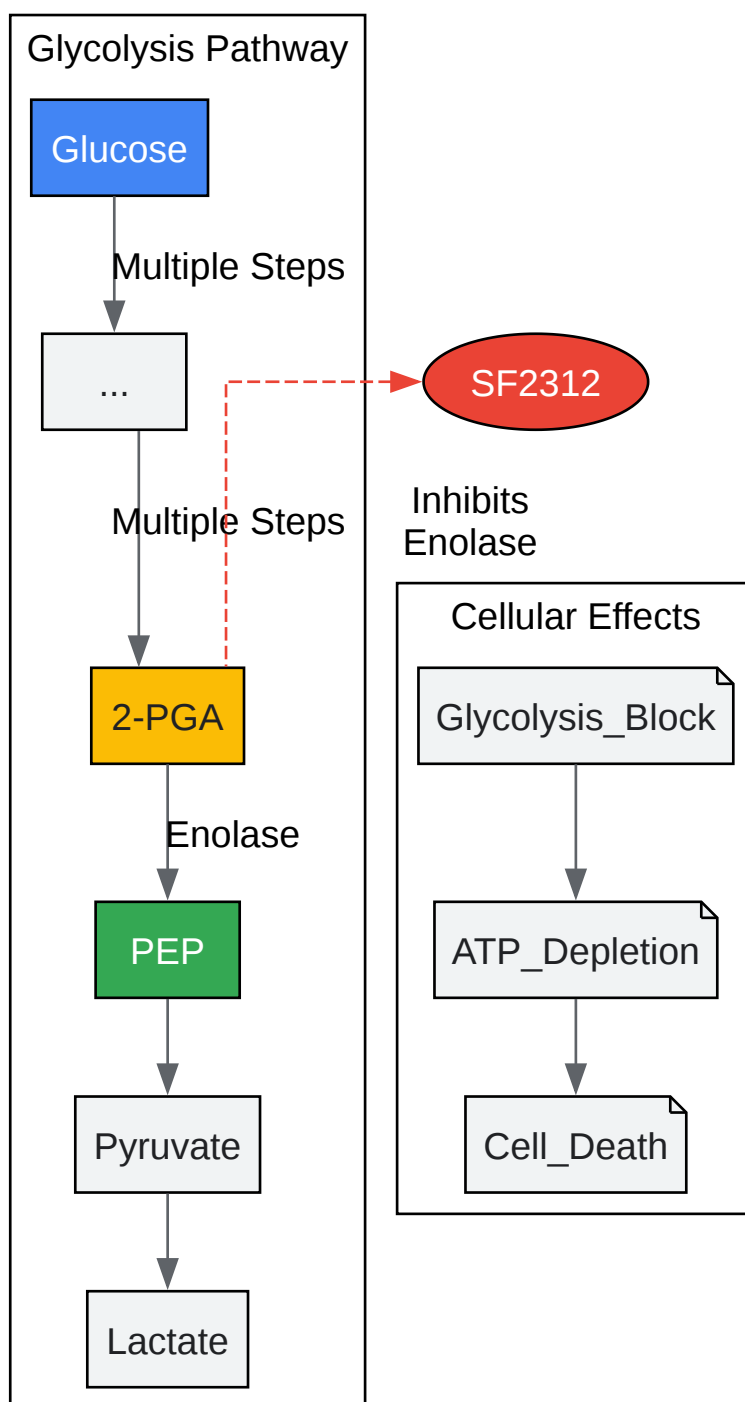 Glycolysis Pathway
Glucose
Multiple Steps
...
SF2312
Multiple Steps
Inhibits
Enolase
2-PGA
Enolase
PEP
Pyruvate
Lactate
Cellular Effects
Glycolysis_Block
ATP_Depletion
Cell_Death